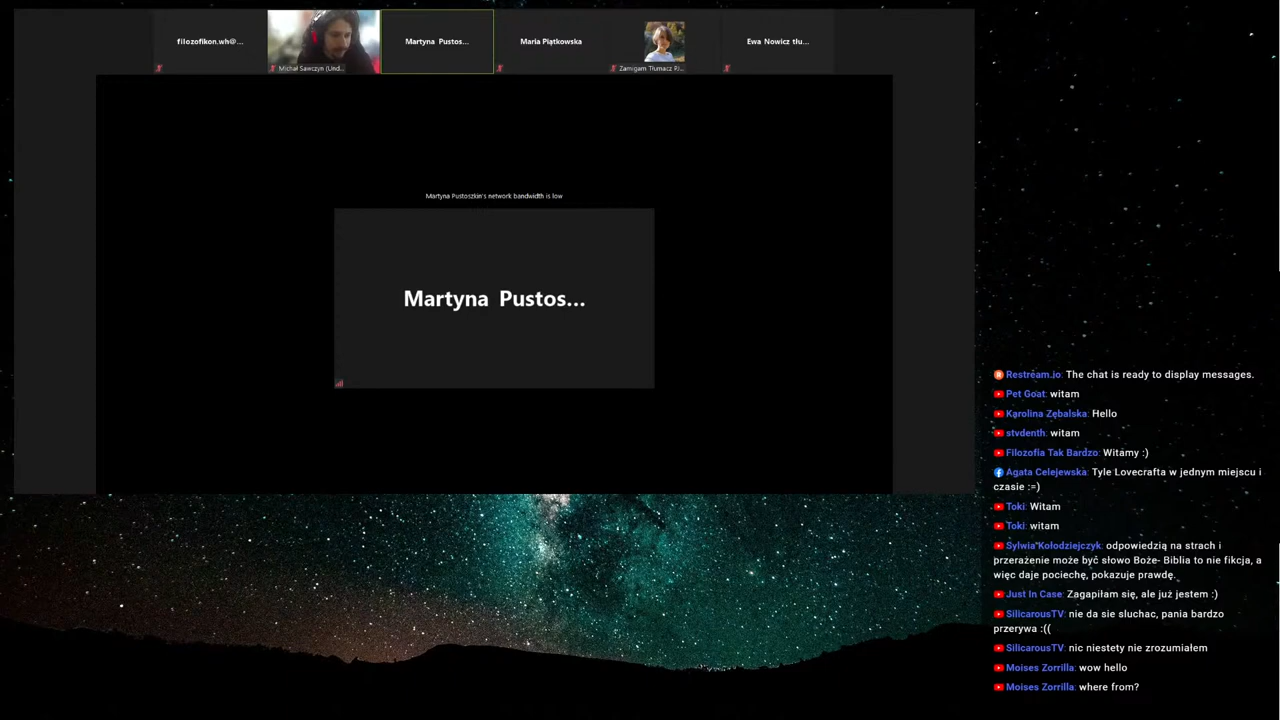 filozofikon.wh@...
Michał Sawczyn (Und...
Martyna Pustos...
Maria Piątkowska
Zamigam Tłumacz PJ...
Ewa Nowicz tłu...
Martyna Pustoszkin's network bandwidth is low
Martyna Pustos...
Restream.io: The chat is ready to display messages.
Pet Goat: witam
Karolina Zębalska: Hello
stvdenth: witam
Filozofia Tak Bardzo: Witamy :)
Agata Celejewska: Tyle Lovecrafta w jednym miejscu i
czasie :=)
Toki: Witam
Toki: witam
Sylwia Kołodziejczyk: odpowiedzią na strach i
przerażenie może być słowo Boże- Biblia to nie fikcja, a
więc daje pociechę, pokazuje prawdę.
Just In Case: Zagapiłam się, ale już jestem :)
SilicarousTV: nie da sie sluchac, pania bardzo
przerywa :((
SilicarousTV: nic niestety nie zrozumiałem
Moises Zorrilla: wow hello
Moises Zorrilla: where from?